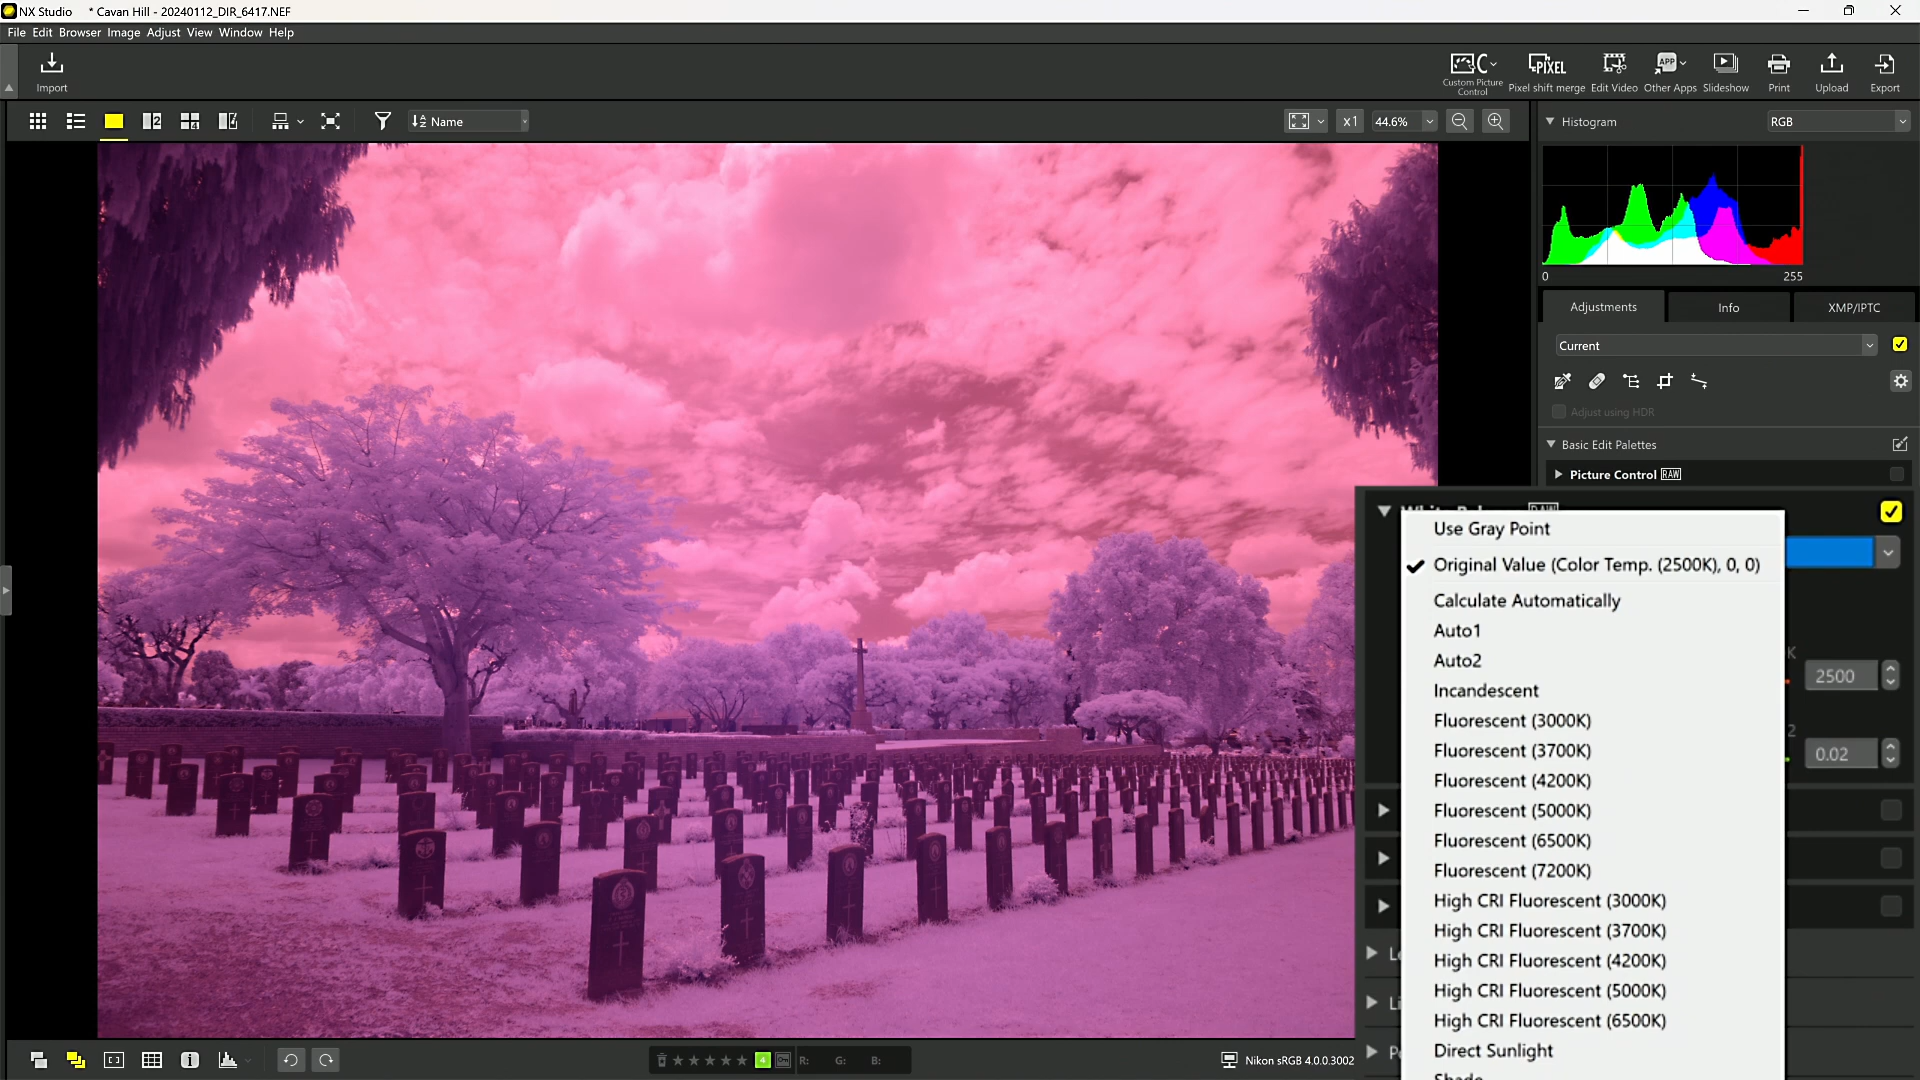 NX Studio * Cavan Hill - 20240112_DIR_6417.NEF
File Edit Browser Image Adjust View Window Help
Import
Custom Picture Control
PIXEL
Pixel shift merge
Edit Video
APP
Other Apps
Slideshow
Print
Upload
Export
Name
x1
44.6%
Histogram
RGB
0
255
Adjustments
Info
XMP/IPTC
Current
Adjust using HDR
Basic Edit Palettes
Picture Control RAW
Use Gray Point
Original Value (Color Temp. (2500K), 0, 0)
Calculate Automatically
Auto1
Auto2
Incandescent
Fluorescent (3000K)
Fluorescent (3700K)
Fluorescent (4200K)
Fluorescent (5000K)
Fluorescent (6500K)
Fluorescent (7200K)
High CRI Fluorescent (3000K)
High CRI Fluorescent (3700K)
High CRI Fluorescent (4200K)
High CRI Fluorescent (5000K)
High CRI Fluorescent (6500K)
Direct Sunlight
K
2500
2
0.02
4
R:
G:
B:
Nikon sRGB 4.0.0.3002